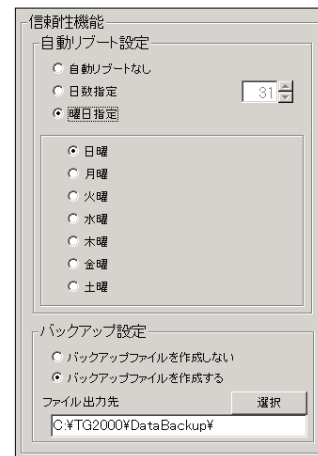 信頼性機能
自動リブート設定
自動リブートなし
日数指定 31
曜日指定
日曜
月曜
火曜
水曜
木曜
金曜
土曜
バックアップ設定
バックアップファイルを作成しない
バックアップファイルを作成する
ファイル出力先 選択
C:¥TG2000¥DataBackup¥